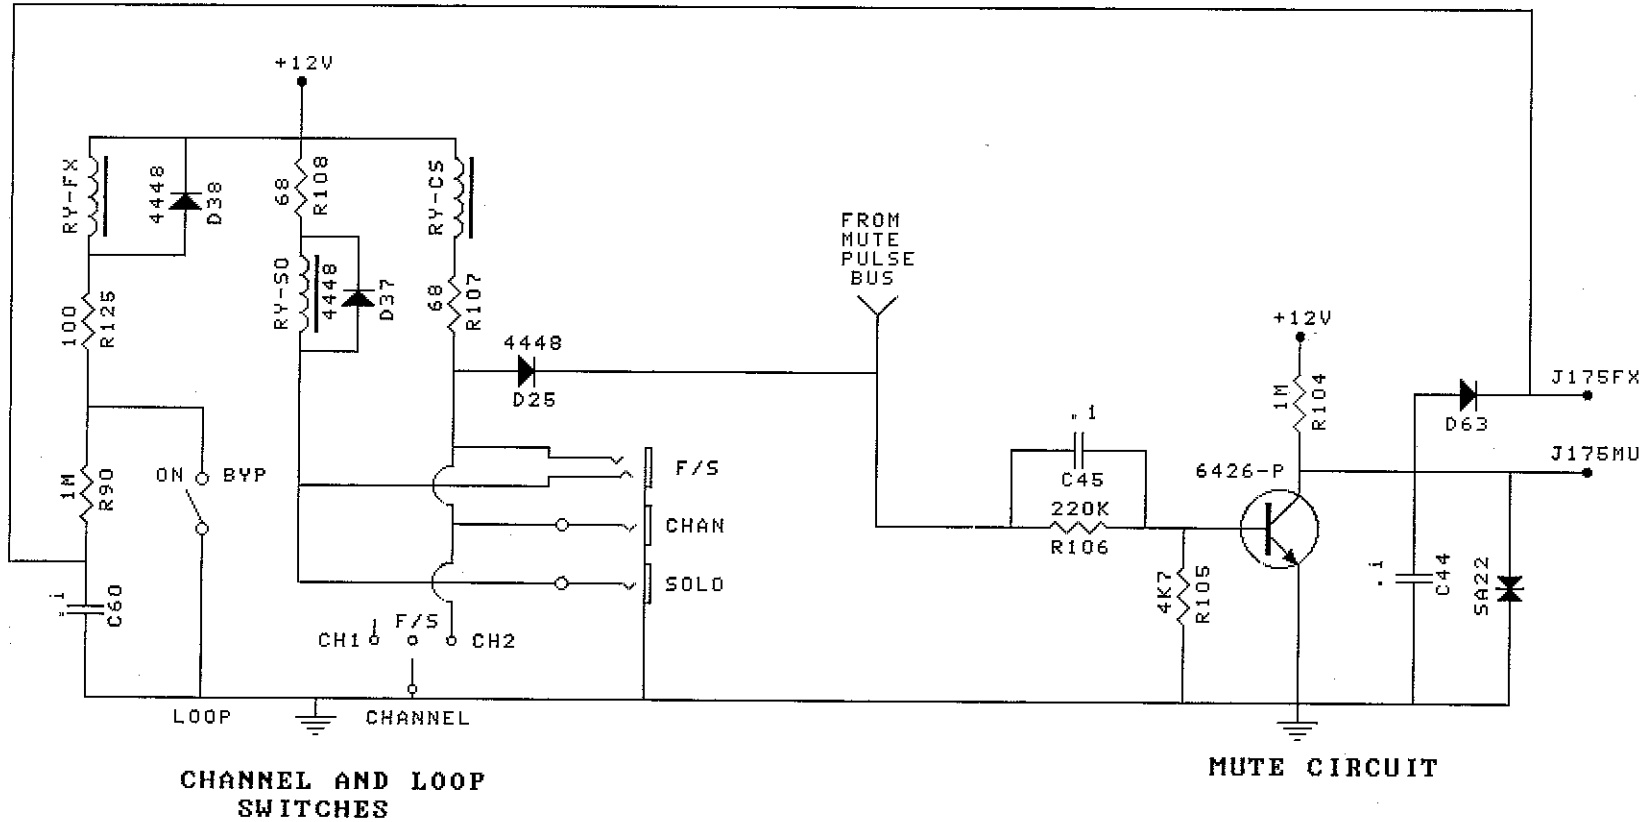 +12V
RY-FX
4448
D38
68
R108
RY-CS
100
R125
RY-SO
4448
D37
68
R107
FROM
MUTE
PULSE
BUS
4448
D25
+12V
1M
R104
J175FX
D63
.1
C45
J175MU
6426-P
220K
R106
1M
R90
ON
BYP
F/S
CHAN
SOLO
.1
C60
4K7
R105
.1
C44
SA22
F/S
CH1
CH2
LOOP
CHANNEL
CHANNEL AND LOOP
SWITCHES
MUTE CIRCUIT